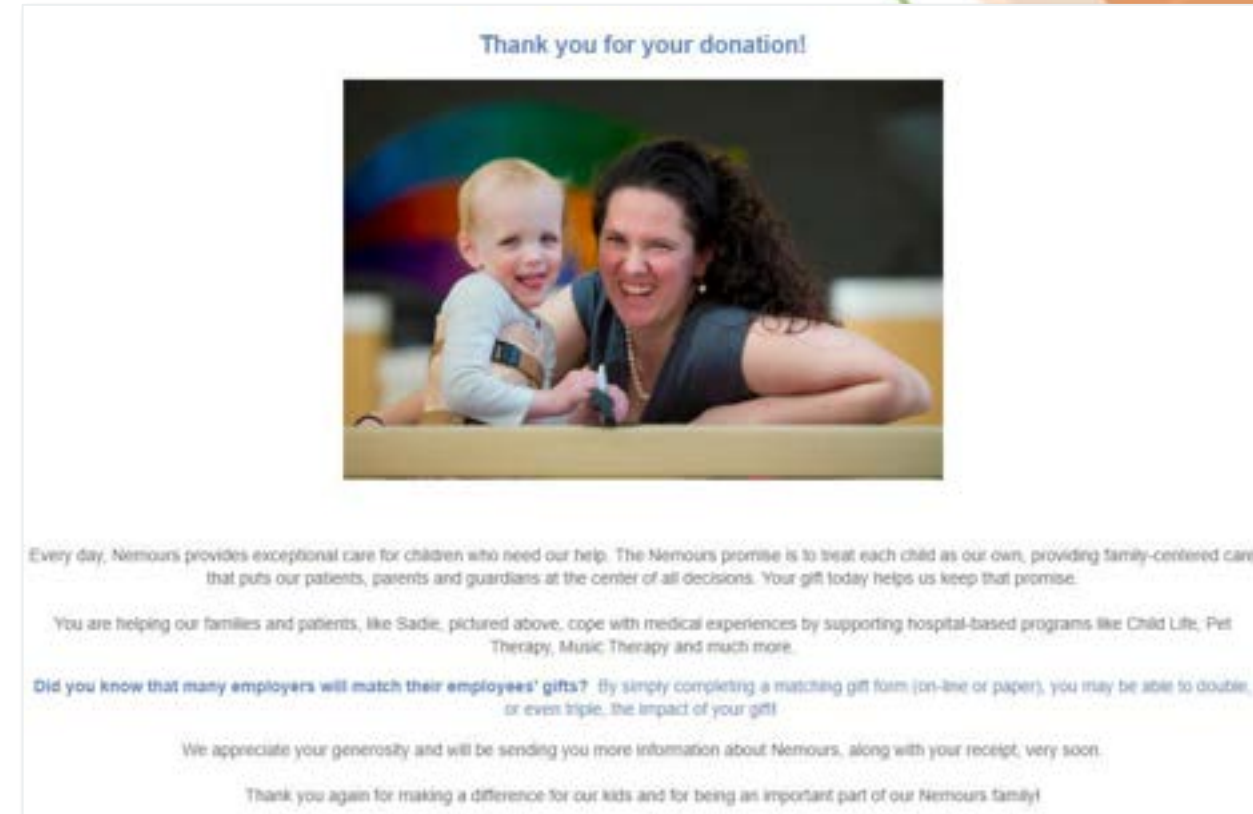 Thank you for your donation!
Every day, Nemours provides exceptional care for children who need our help. The Nemours promise is to treat each child as our own, providing family-centered care
that puts our patients, parents and guardians at the center of all decisions. Your gift today helps us keep that promise.
You are helping our families and patients, like Sadie, pictured above, cope with medical experiences by supporting hospital-based programs like Child Life, Pet
Therapy, Music Therapy and much more.
Did you know that many employers will match their employees' gifts? By simply completing a matching gift form (on-line or paper), you may be able to double,
or even triple, the impact of your gift!
We appreciate your generosity and will be sending you more information about Nemours, along with your receipt, very soon.
Thank you again for making a difference for our kids and for being an important part of our Nemours family!